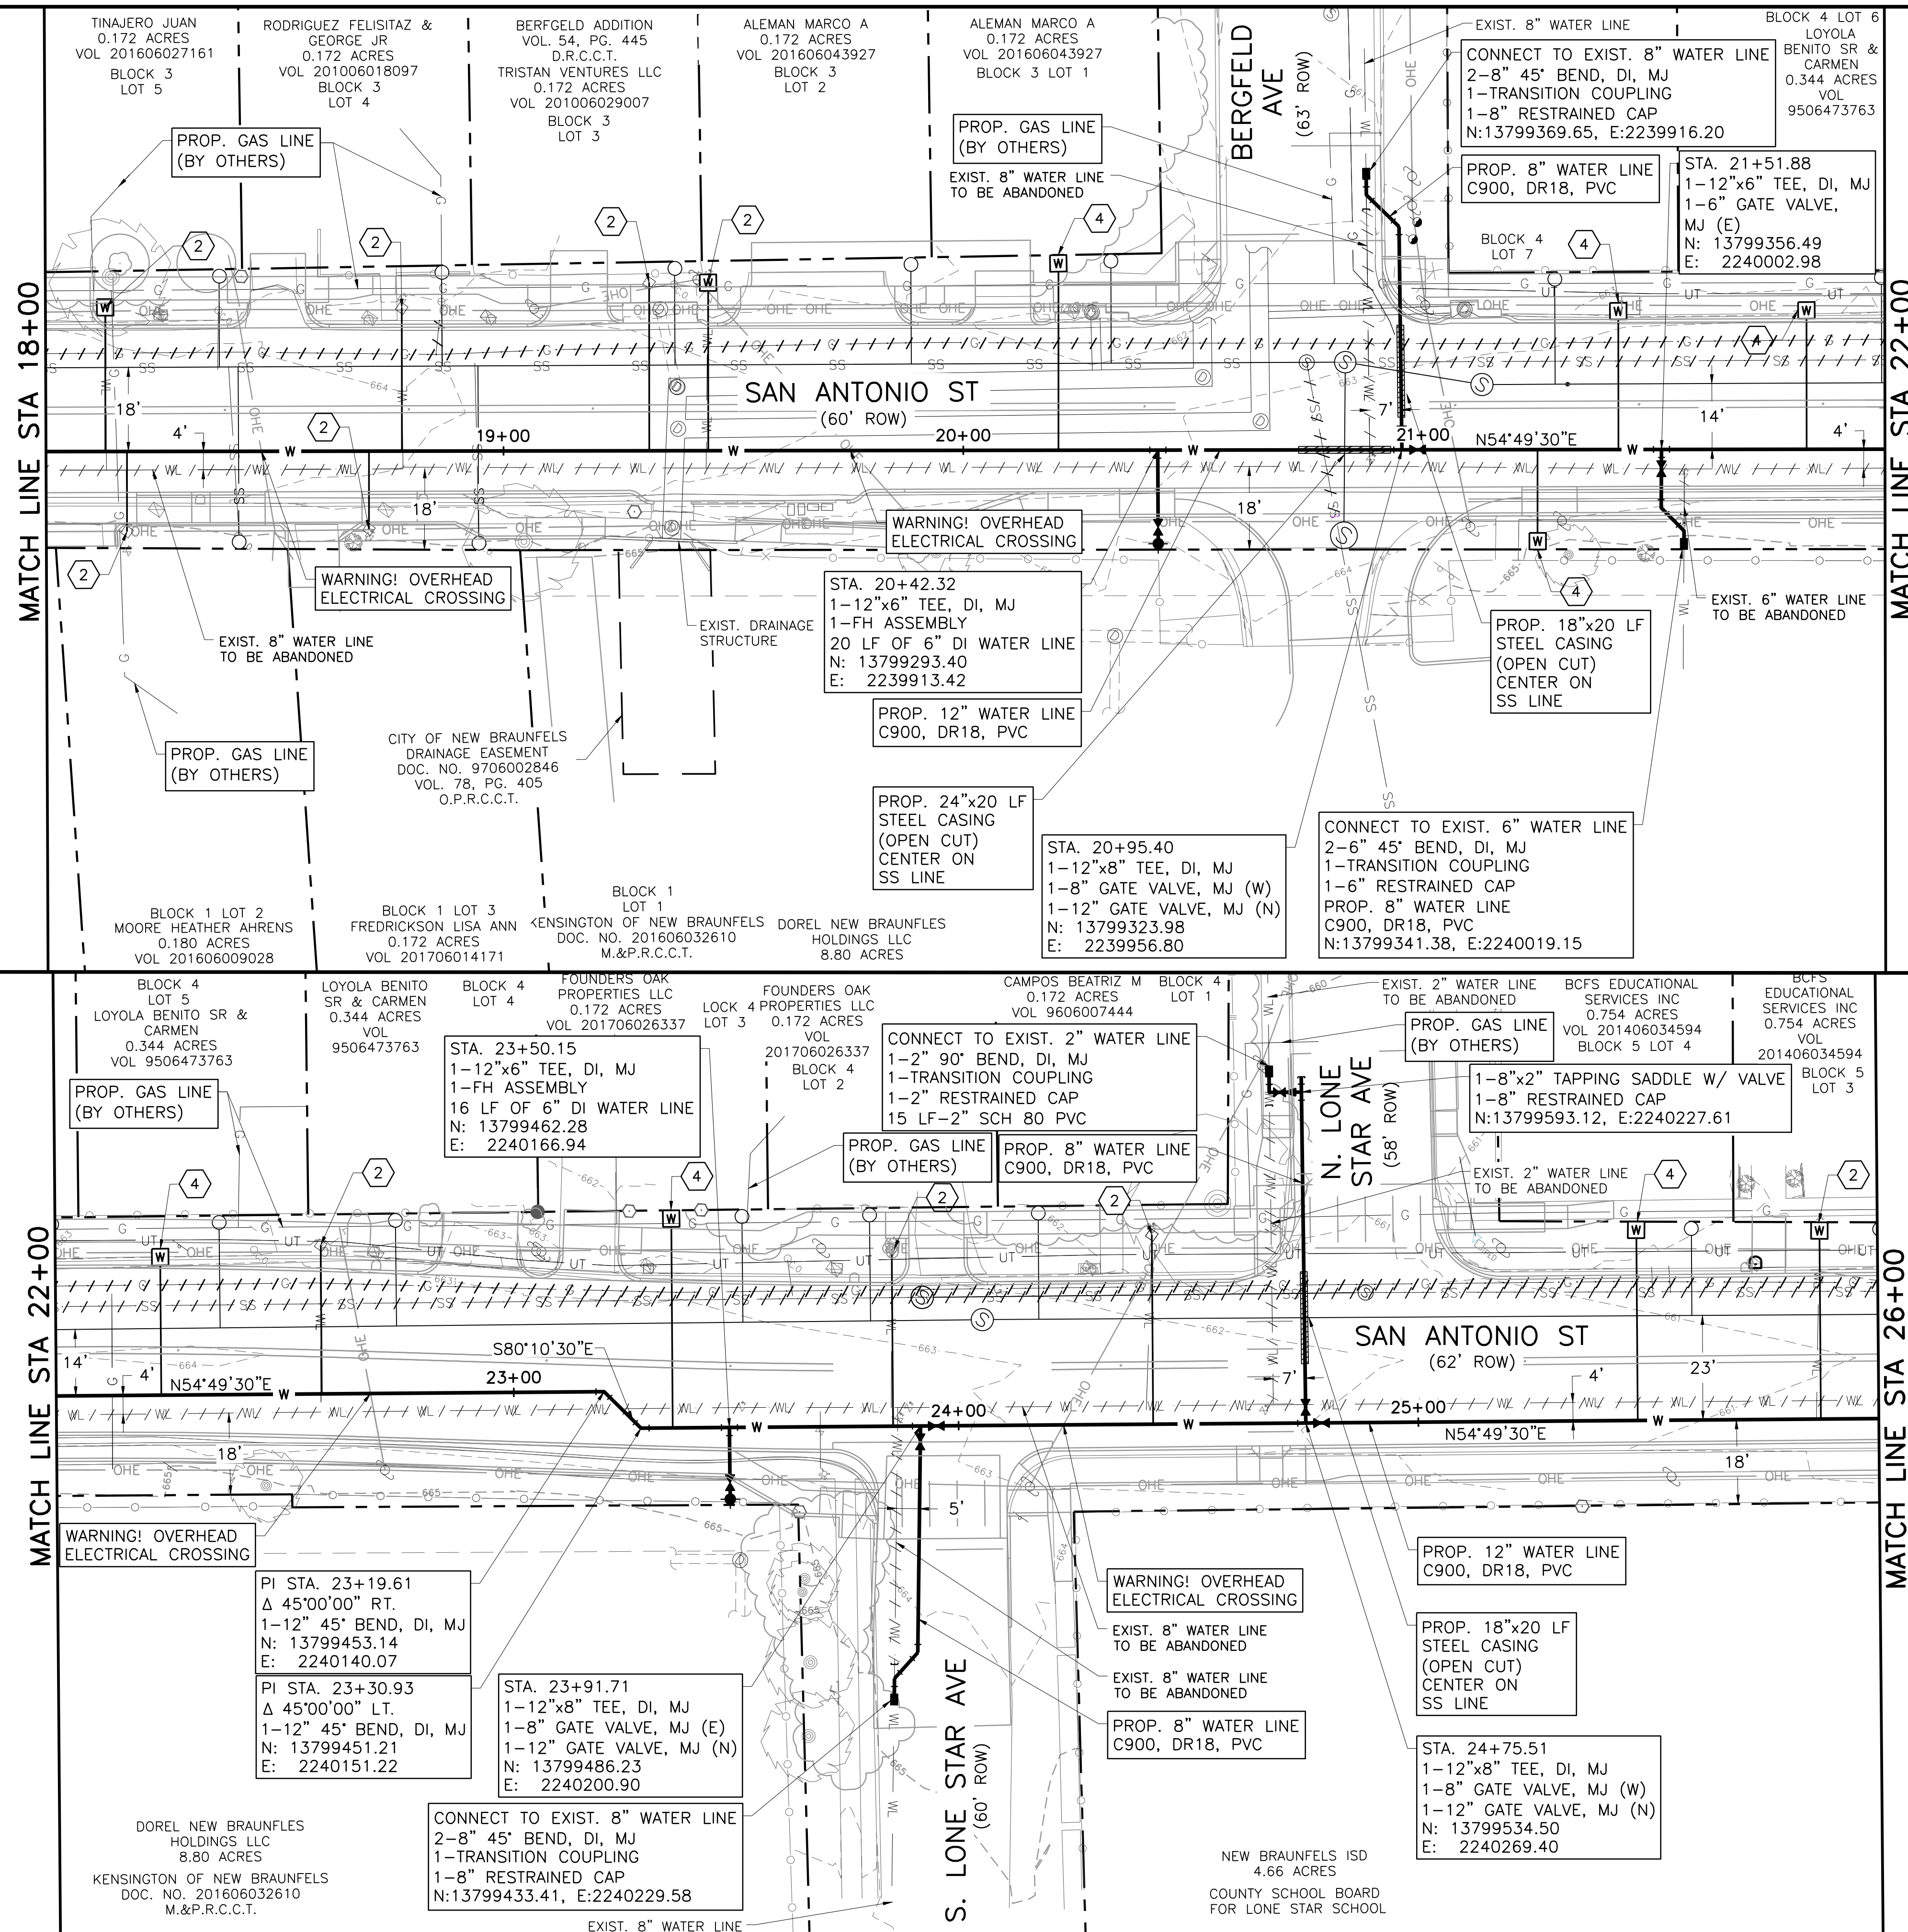 TINAJERO JUAN
0.172 ACRES
VOL 201606027161
BLOCK 3
LOT 5
RODRIGUEZ FELISITAZ &
GEORGE JR
0.172 ACRES
VOL 201006018097
BLOCK 3
LOT 4
BERFGELD ADDITION
VOL. 54, PG. 445
D.R.C.C.T.
TRISTAN VENTURES LLC
0.172 ACRES
VOL 201006029007
BLOCK 3
LOT 3
ALEMAN MARCO A
0.172 ACRES
VOL 201606043927
BLOCK 3
LOT 2
ALEMAN MARCO A
0.172 ACRES
VOL 201606043927
BLOCK 3 LOT 1
BERGFELD
AVE
(63' ROW)
EXIST. 8" WATER LINE
CONNECT TO EXIST. 8" WATER LINE
2-8" 45° BEND, DI, MJ
1-TRANSITION COUPLING
1-8" RESTRAINED CAP
N:13799369.65, E:2239916.20
BLOCK 4 LOT 6
LOYOLA
BENITO SR &
CARMEN
0.344 ACRES
VOL
9506473763
PROP. GAS LINE
(BY OTHERS)
PROP. GAS LINE
(BY OTHERS)
EXIST. 8" WATER LINE
TO BE ABANDONED
PROP. 8" WATER LINE
C900, DR18, PVC
STA. 21+51.88
1-12"x6" TEE, DI, MJ
1-6" GATE VALVE,
MJ (E)
N: 13799356.49
E: 2240002.98
BLOCK 4
LOT 7
2
2
2
2
4
4
4
MATCH LINE STA 18+00
MATCH LINE STA 22+00
SAN ANTONIO ST
(60' ROW)
18'
4'
2
19+00
20+00
21+00
7'
N54°49'30"E
14'
4'
18'
18'
2
4
WARNING! OVERHEAD
ELECTRICAL CROSSING
WARNING! OVERHEAD
ELECTRICAL CROSSING
EXIST. 8" WATER LINE
TO BE ABANDONED
EXIST. DRAINAGE
STRUCTURE
STA. 20+42.32
1-12"x6" TEE, DI, MJ
1-FH ASSEMBLY
20 LF OF 6" DI WATER LINE
N: 13799293.40
E: 2239913.42
PROP. 12" WATER LINE
C900, DR18, PVC
EXIST. 6" WATER LINE
TO BE ABANDONED
PROP. 18"x20 LF
STEEL CASING
(OPEN CUT)
CENTER ON
SS LINE
PROP. GAS LINE
(BY OTHERS)
CITY OF NEW BRAUNFELS
DRAINAGE EASEMENT
DOC. NO. 9706002846
VOL. 78, PG. 405
O.P.R.C.C.T.
PROP. 24"x20 LF
STEEL CASING
(OPEN CUT)
CENTER ON
SS LINE
STA. 20+95.40
1-12"x8" TEE, DI, MJ
1-8" GATE VALVE, MJ (W)
1-12" GATE VALVE, MJ (N)
N: 13799323.98
E: 2239956.80
CONNECT TO EXIST. 6" WATER LINE
2-6" 45° BEND, DI, MJ
1-TRANSITION COUPLING
1-6" RESTRAINED CAP
PROP. 8" WATER LINE
C900, DR18, PVC
N:13799341.38, E:2240019.15
BLOCK 1 LOT 2
MOORE HEATHER AHRENS
0.180 ACRES
VOL 201606009028
BLOCK 1 LOT 3
FREDRICKSON LISA ANN
0.172 ACRES
VOL 201706014171
BLOCK 1
LOT 1
KENSINGTON OF NEW BRAUNFELS
DOC. NO. 201606032610
M.&P.R.C.C.T.
DOREL NEW BRAUNFLES
HOLDINGS LLC
8.80 ACRES
BLOCK 4
LOT 5
LOYOLA BENITO SR &
CARMEN
0.344 ACRES
VOL 9506473763
LOYOLA BENITO
SR & CARMEN
0.344 ACRES
VOL
9506473763
BLOCK 4
LOT 4
FOUNDERS OAK
PROPERTIES LLC
0.172 ACRES
VOL 201706026337
LOCK 4
LOT 3
FOUNDERS OAK
PROPERTIES LLC
0.172 ACRES
VOL
201706026337
BLOCK 4
LOT 2
CAMPOS BEATRIZ M
0.172 ACRES
VOL 9606007444
BLOCK 4
LOT 1
EXIST. 2" WATER LINE
TO BE ABANDONED
BCFS EDUCATIONAL
SERVICES INC
0.754 ACRES
VOL 201406034594
BLOCK 5 LOT 4
BCFS
EDUCATIONAL
SERVICES INC
0.754 ACRES
VOL
201406034594
BLOCK 5
LOT 3
PROP. GAS LINE
(BY OTHERS)
STA. 23+50.15
1-12"x6" TEE, DI, MJ
1-FH ASSEMBLY
16 LF OF 6" DI WATER LINE
N: 13799462.28
E: 2240166.94
CONNECT TO EXIST. 2" WATER LINE
1-2" 90° BEND, DI, MJ
1-TRANSITION COUPLING
1-2" RESTRAINED CAP
15 LF-2" SCH 80 PVC
PROP. GAS LINE
(BY OTHERS)
PROP. 8" WATER LINE
C900, DR18, PVC
PROP. GAS LINE
(BY OTHERS)
N. LONE
STAR AVE
(58' ROW)
1-8"x2" TAPPING SADDLE W/ VALVE
1-8" RESTRAINED CAP
N:13799593.12, E:2240227.61
EXIST. 2" WATER LINE
TO BE ABANDONED
4
2
4
2
2
4
2
MATCH LINE STA 22+00
MATCH LINE STA 26+00
14'
4'
N54°49'30"E
S80°10'30"E
23+00
24+00
25+00
SAN ANTONIO ST
(62' ROW)
7'
4'
23'
N54°49'30"E
18'
18'
5'
WARNING! OVERHEAD
ELECTRICAL CROSSING
PI STA. 23+19.61
Δ 45°00'00" RT.
1-12" 45° BEND, DI, MJ
N: 13799453.14
E: 2240140.07
PI STA. 23+30.93
Δ 45°00'00" LT.
1-12" 45° BEND, DI, MJ
N: 13799451.21
E: 2240151.22
STA. 23+91.71
1-12"x8" TEE, DI, MJ
1-8" GATE VALVE, MJ (E)
1-12" GATE VALVE, MJ (N)
N: 13799486.23
E: 2240200.90
CONNECT TO EXIST. 8" WATER LINE
2-8" 45° BEND, DI, MJ
1-TRANSITION COUPLING
1-8" RESTRAINED CAP
N:13799433.41, E:2240229.58
WARNING! OVERHEAD
ELECTRICAL CROSSING
EXIST. 8" WATER LINE
TO BE ABANDONED
EXIST. 8" WATER LINE
TO BE ABANDONED
PROP. 8" WATER LINE
C900, DR18, PVC
PROP. 12" WATER LINE
C900, DR18, PVC
PROP. 18"x20 LF
STEEL CASING
(OPEN CUT)
CENTER ON
SS LINE
STA. 24+75.51
1-12"x8" TEE, DI, MJ
1-8" GATE VALVE, MJ (W)
1-12" GATE VALVE, MJ (N)
N: 13799534.50
E: 2240269.40
S. LONE STAR AVE
(60' ROW)
DOREL NEW BRAUNFLES
HOLDINGS LLC
8.80 ACRES
KENSINGTON OF NEW BRAUNFELS
DOC. NO. 201606032610
M.&P.R.C.C.T.
NEW BRAUNFELS ISD
4.66 ACRES
COUNTY SCHOOL BOARD
FOR LONE STAR SCHOOL
EXIST. 8" WATER LINE